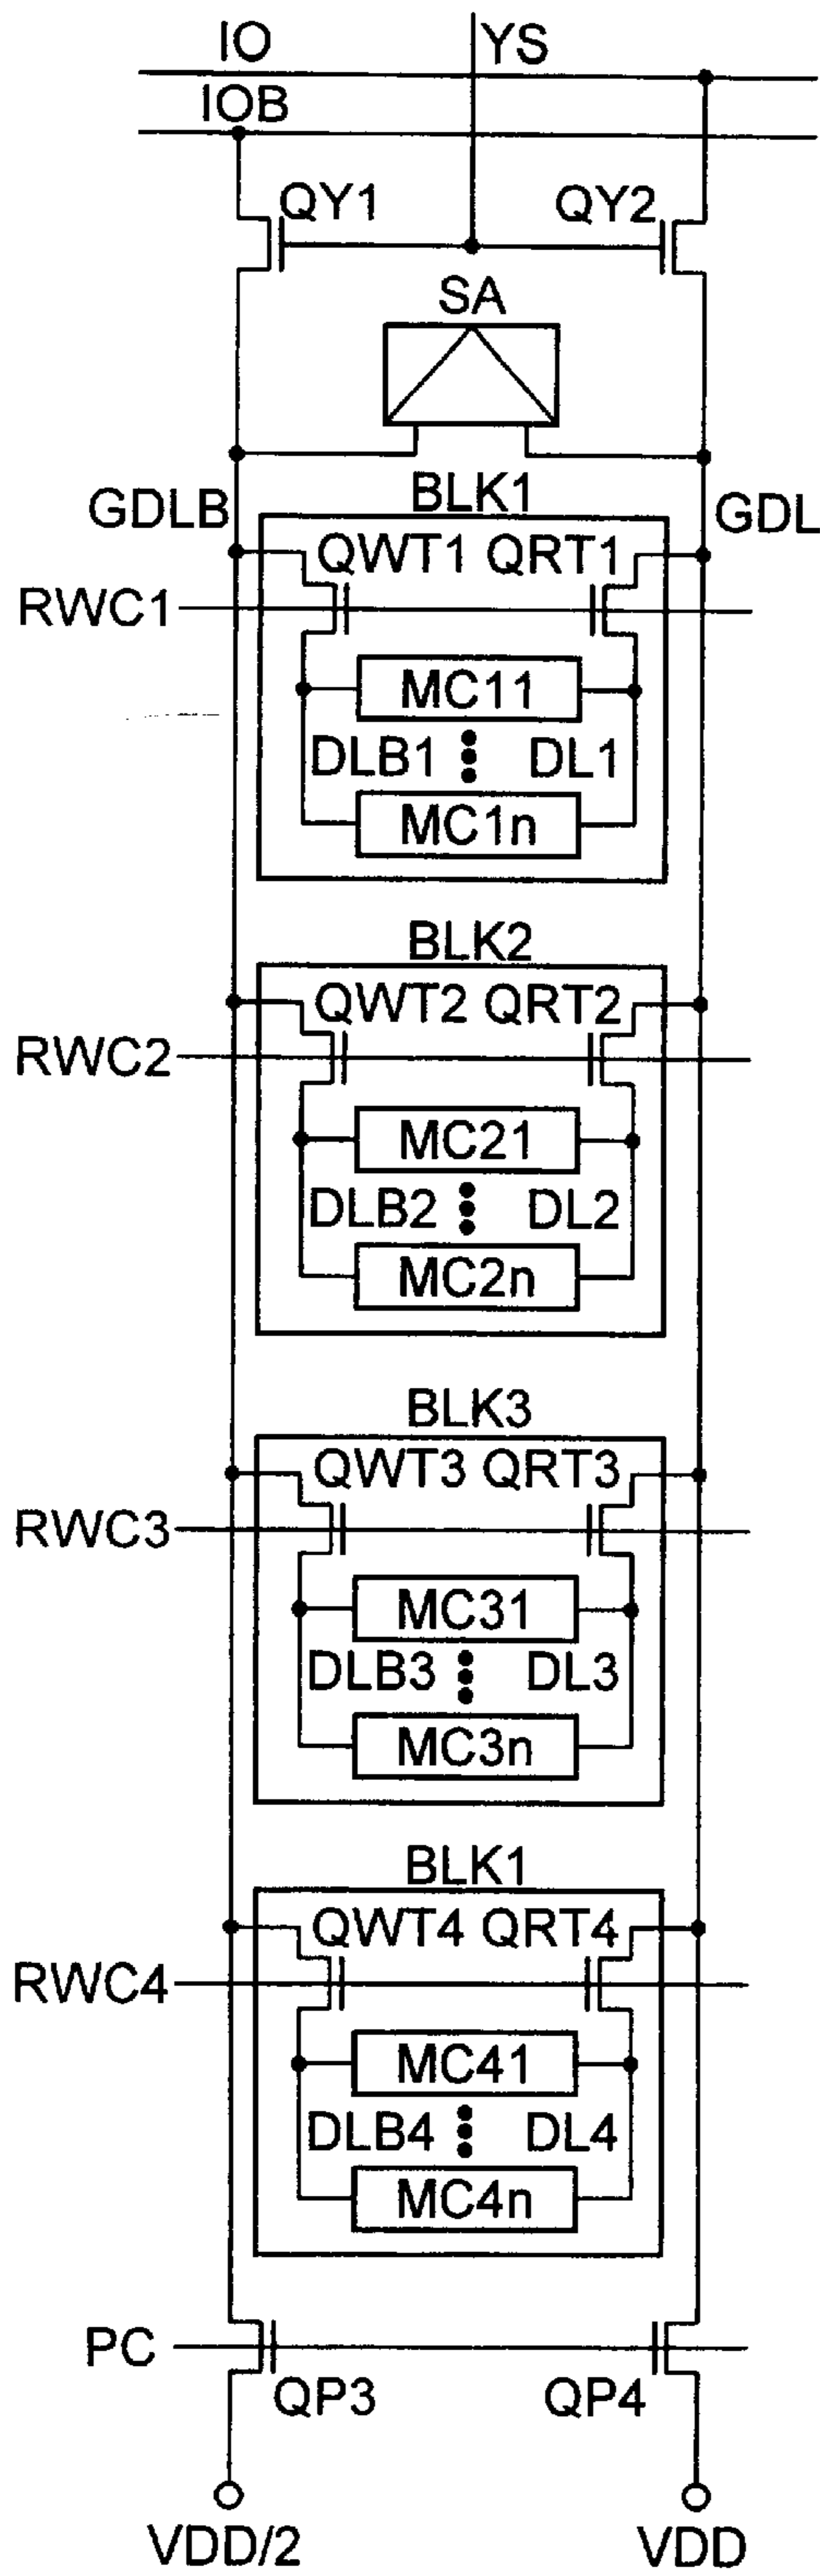 IO YS
IOB
QY1 QY2
SA
GDLB BLK1 GDL
QWT1 QRT1
RWC1
MC11
DLB1 DL1
MC1n
BLK2
QWT2 QRT2
RWC2
MC21
DLB2 DL2
MC2n
BLK3
QWT3 QRT3
RWC3
MC31
DLB3 DL3
MC3n
BLK1
QWT4 QRT4
RWC4
MC41
DLB4 DL4
MC4n
PC
QP3 QP4
VDD/2 VDD